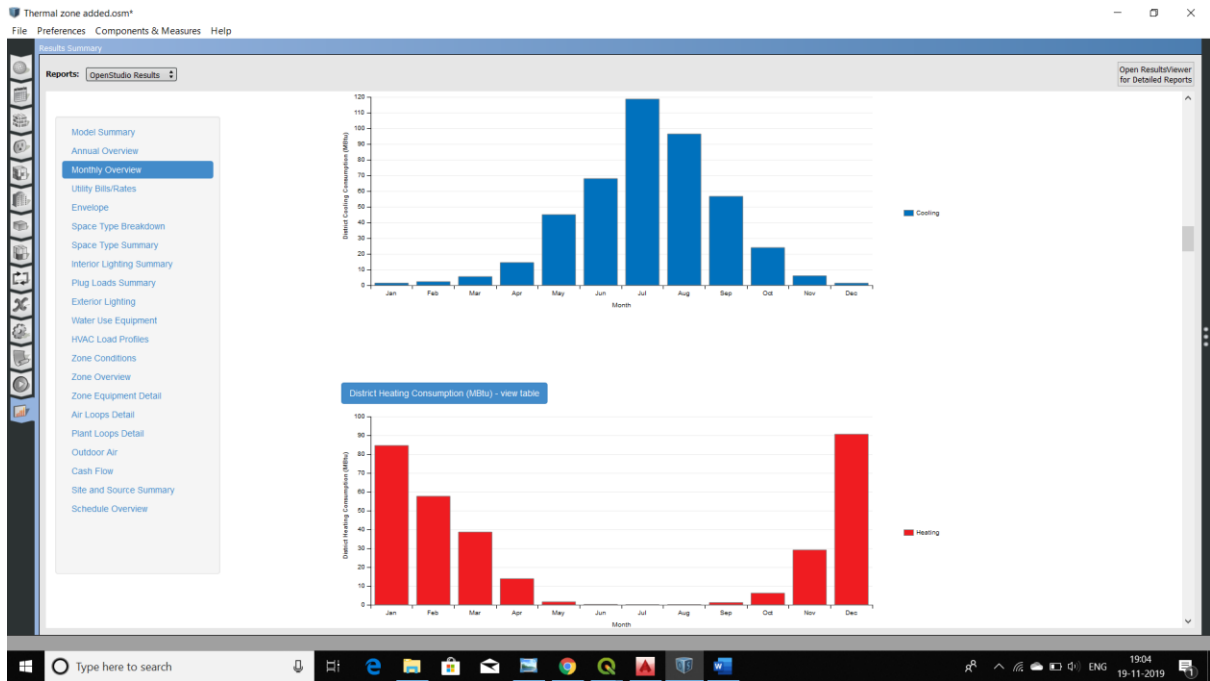 Thermal zone added.osm*
File Preferences Components & Measures Help
Results Summary
Reports: OpenStudio Results
Open ResultsViewer
for Detailed Reports
Model Summary
Annual Overview
Monthly Overview
Utility Bills/Rates
Envelope
Space Type Breakdown
Space Type Summary
Interior Lighting Summary
Plug Loads Summary
Exterior Lighting
Water Use Equipment
HVAC Load Profiles
Zone Conditions
Zone Overview
Zone Equipment Detail
Air Loops Detail
Plant Loops Detail
Outdoor Air
Cash Flow
Site and Source Summary
Schedule Overview
District Cooling Consumption (MBtu)
120
110
100
90
80
70
60
50
40
30
20
10
0
Jan Feb Mar Apr May Jun Jul Aug Sep Oct Nov Dec
Month
Cooling
District Heating Consumption (MBtu) - view table
District Heating Consumption (MBtu)
100
90
80
70
60
50
40
30
20
10
0
Jan Feb Mar Apr May Jun Jul Aug Sep Oct Nov Dec
Month
Heating
Type here to search
ENG
19:04
19-11-2019
1